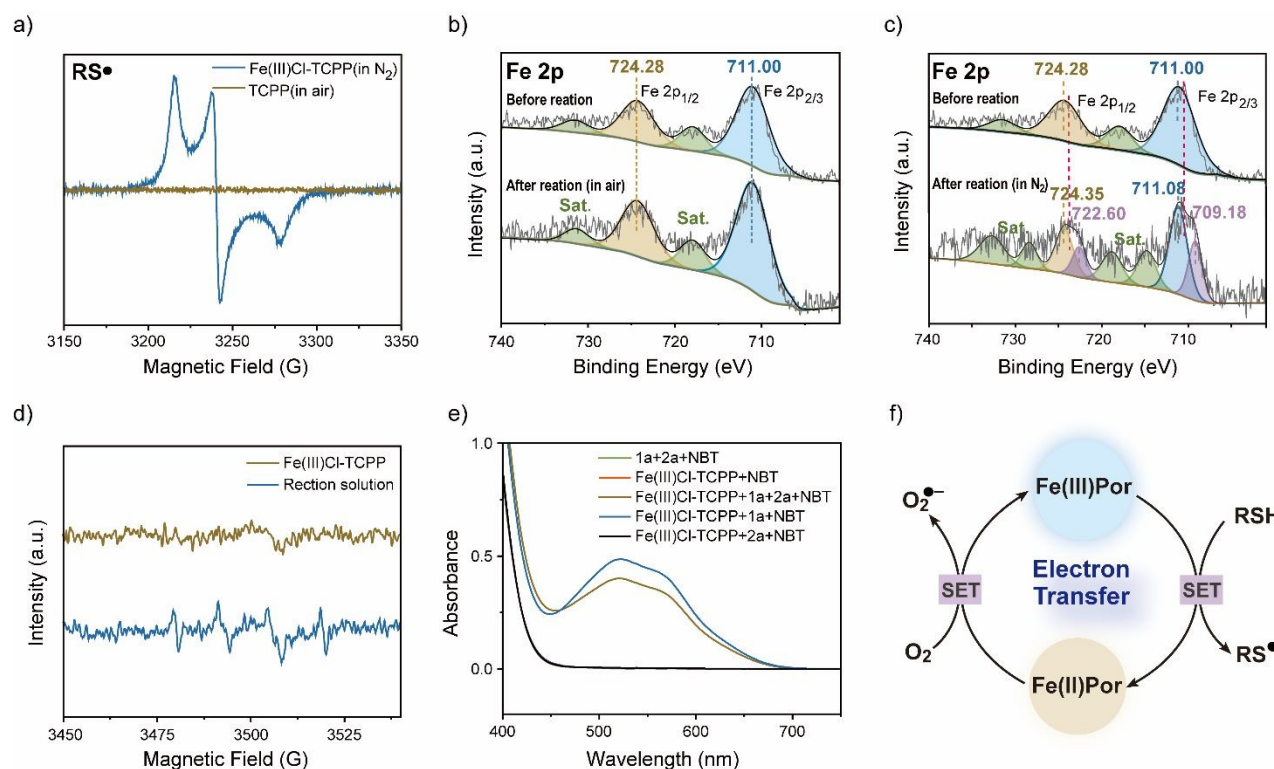 a)
RS●
Fe(III)Cl-TCPP(in N2)
TCPP(in air)
3150 3200 3250 3300 3350
Magnetic Field (G)
b)
Fe 2p
724.28
711.00
Fe 2p1/2
Fe 2p2/3
Before reation
After reation (in air)
Sat.
Sat.
Intensity (a.u.)
740 730 720 710
Binding Energy (eV)
c)
Fe 2p
724.28
711.00
Fe 2p1/2
Fe 2p2/3
Before reation
After reation (in N2)
724.35
711.08
722.60
709.18
Sat.
Sat.
Intensity (a.u.)
740 730 720 710
Binding Energy (eV)
d)
Fe(III)Cl-TCPP
Rection solution
Intensity (a.u.)
3450 3475 3500 3525
Magnetic Field (G)
e)
1.0
0.5
0.0
1a+2a+NBT
Fe(III)Cl-TCPP+NBT
Fe(III)Cl-TCPP+1a+2a+NBT
Fe(III)Cl-TCPP+1a+NBT
Fe(III)Cl-TCPP+2a+NBT
Absorbance
400 500 600 700
Wavelength (nm)
f)
O2●–
Fe(III)Por
RSH
SET
Electron
Transfer
SET
O2
Fe(II)Por
RS●